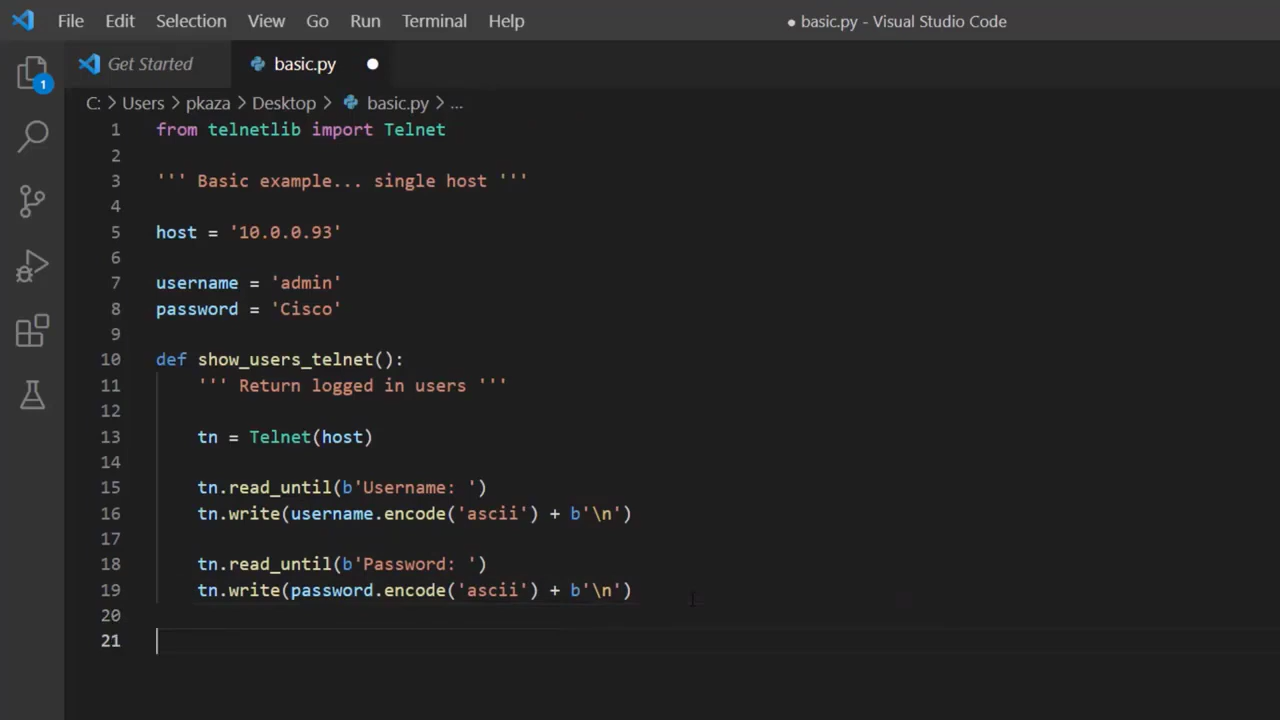 File Edit Selection View Go Run Terminal Help ● basic.py - Visual Studio Code
Get Started basic.py ●
C: > Users > pkaza > Desktop > basic.py > ...
1 from telnetlib import Telnet
2
3 ''' Basic example... single host '''
4
5 host = '10.0.0.93'
6
7 username = 'admin'
8 password = 'Cisco'
9
10 def show_users_telnet():
11     ''' Return logged in users '''
12
13     tn = Telnet(host)
14
15     tn.read_until(b'Username: ')
16     tn.write(username.encode('ascii') + b'\n')
17
18     tn.read_until(b'Password: ')
19     tn.write(password.encode('ascii') + b'\n')
20
21
1